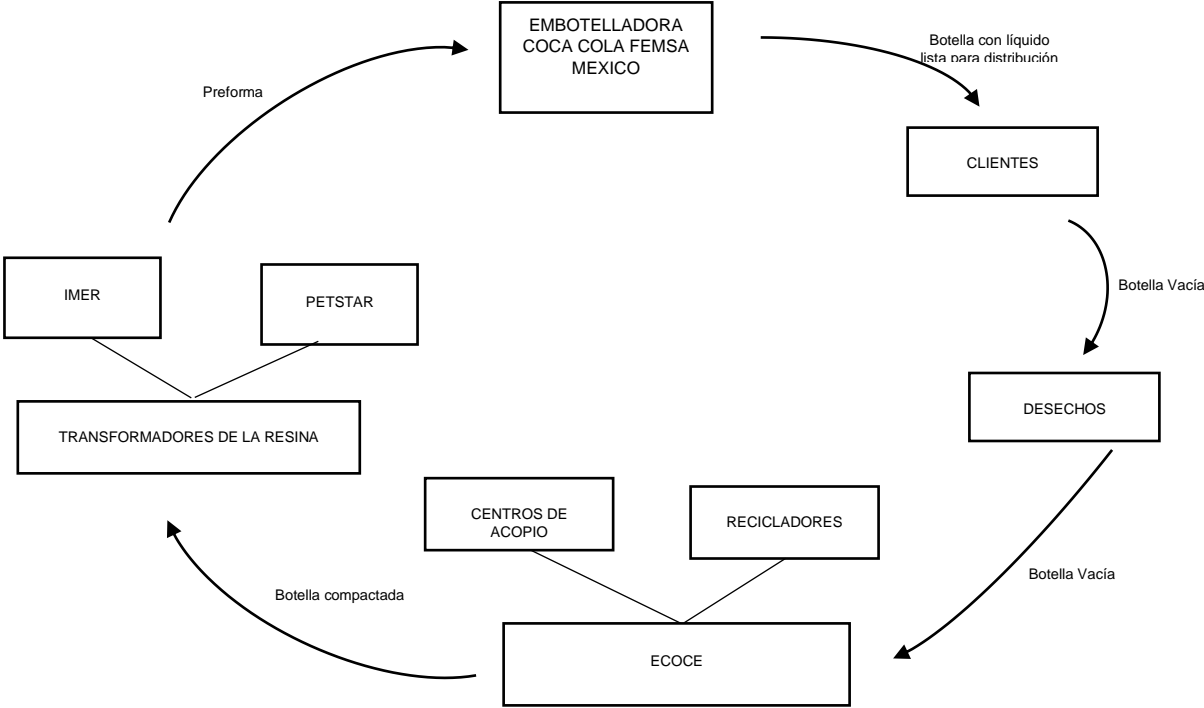 EMBOTELLADORA
COCA COLA FEMSA
MEXICO
Botella con líquido
lista para distribución
Preforma
CLIENTES
IMER
PETSTAR
Botella Vacía
DESECHOS
TRANSFORMADORES DE LA RESINA
CENTROS DE
ACOPIO
RECICLADORES
Botella Vacía
Botella compactada
ECOCE